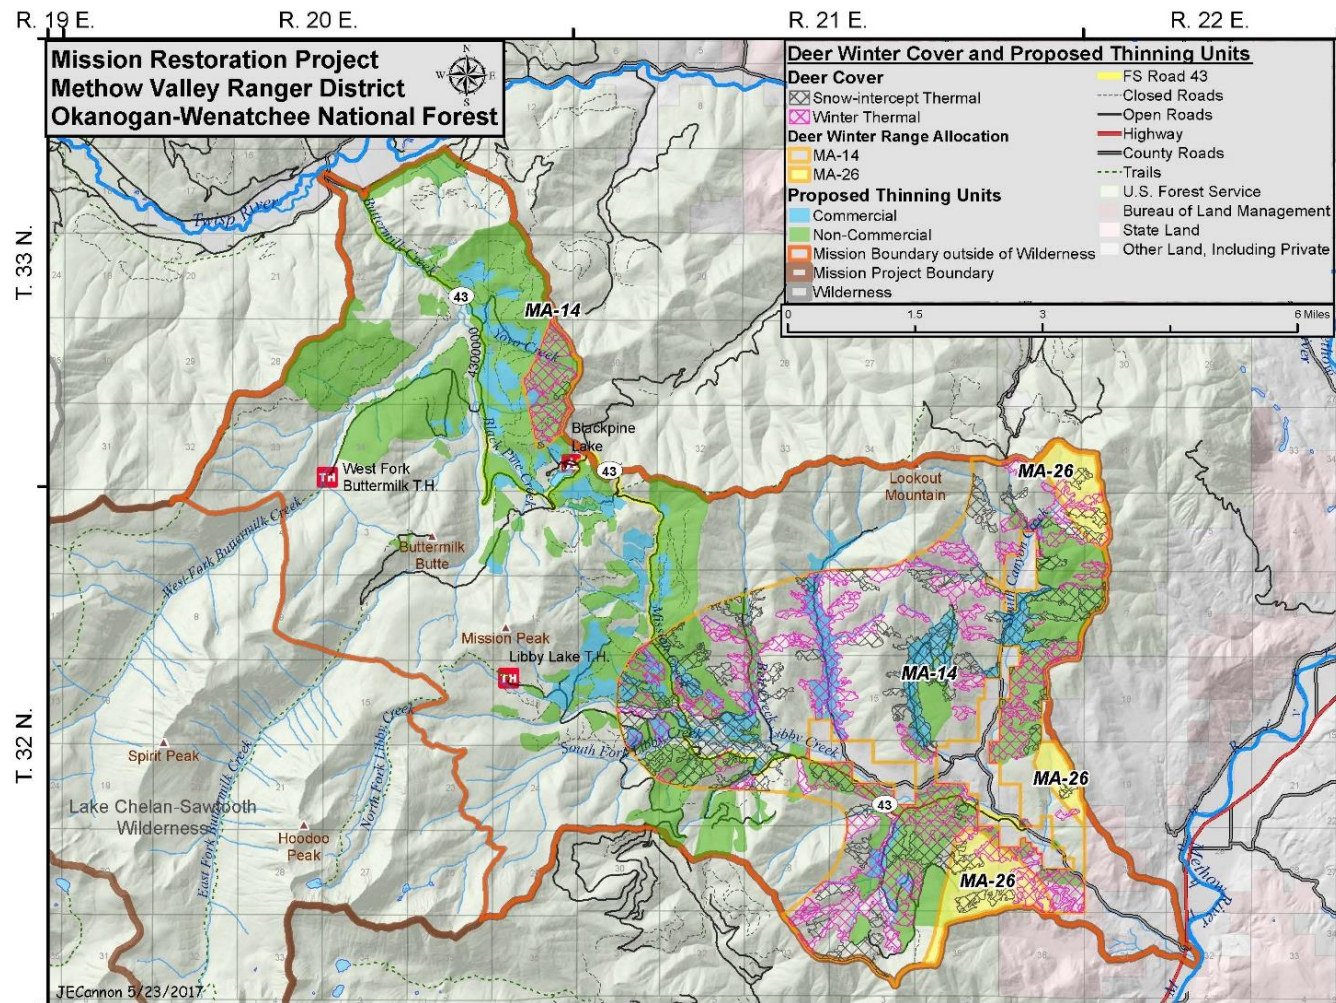 R. 19 E.
R. 20 E.
R. 21 E.
R. 22 E.
Mission Restoration Project
Methow Valley Ranger District
Okanogan-Wenatchee National Forest
N
W
E
S
Deer Winter Cover and Proposed Thinning Units
Deer Cover
Snow-intercept Thermal
Winter Thermal
Deer Winter Range Allocation
MA-14
MA-26
Proposed Thinning Units
Commercial
Non-Commercial
Mission Boundary outside of Wilderness
Mission Project Boundary
Wilderness
FS Road 43
Closed Roads
Open Roads
Highway
County Roads
Trails
U.S. Forest Service
Bureau of Land Management
State Land
Other Land, Including Private
0 1.5 3 6 Miles
T. 33 N.
T. 32 N.
Twisp River
Buttermilk Creek
43
MA-14
Yoyo Creek
4300000
Blackpine
Lake
Black Pine Creek
43
TH
West Fork
Buttermilk T.H.
West Fork Buttermilk Creek
Buttermilk
Butte
Lookout
Mountain
MA-26
South Canyon Creek
Mission Peak
Libby Lake T.H.
TH
Mission Creek
MA-14
Libby Creek
South Fork Libby Creek
North Fork Libby Creek
Spirit Peak
MA-26
Lake Chelan-Sawtooth
Wilderness
East Fork Buttermilk Creek
Hoodoo
Peak
43
MA-26
Methow River
JECannon 5/23/2017